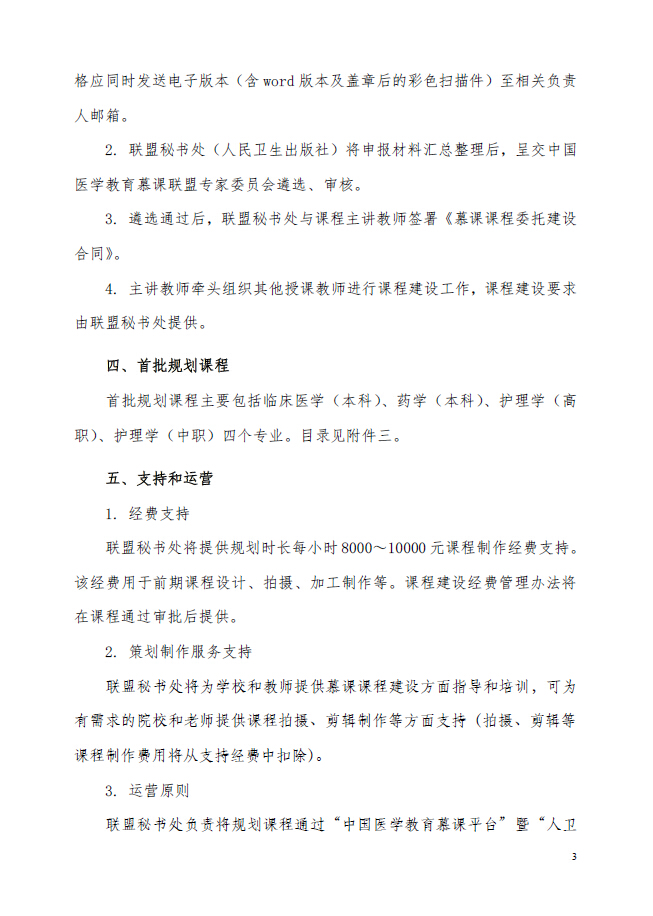 格应同时发送电子版本（含 word 版本及盖章后的彩色扫描件）至相关负责
人邮箱。
2. 联盟秘书处（人民卫生出版社）将申报材料汇总整理后，呈交中国
医学教育慕课联盟专家委员会遴选、审核。
3. 遴选通过后，联盟秘书处与课程主讲教师签署《慕课课程委托建设
合同》。
4. 主讲教师牵头组织其他授课教师进行课程建设工作，课程建设要求
由联盟秘书处提供。
四、首批规划课程
首批规划课程主要包括临床医学（本科）、药学（本科）、护理学（高
职）、护理学（中职）四个专业。目录见附件三。
五、支持和运营
1. 经费支持
联盟秘书处将提供规划时长每小时 8000～10000 元课程制作经费支持。
该经费用于前期课程设计、拍摄、加工制作等。课程建设经费管理办法将
在课程通过审批后提供。
2. 策划制作服务支持
联盟秘书处将为学校和教师提供慕课课程建设方面指导和培训，可为
有需求的院校和老师提供课程拍摄、剪辑制作等方面支持（拍摄、剪辑等
课程制作费用将从支持经费中扣除）。
3. 运营原则
联盟秘书处负责将规划课程通过“中国医学教育慕课平台”暨“人卫
3